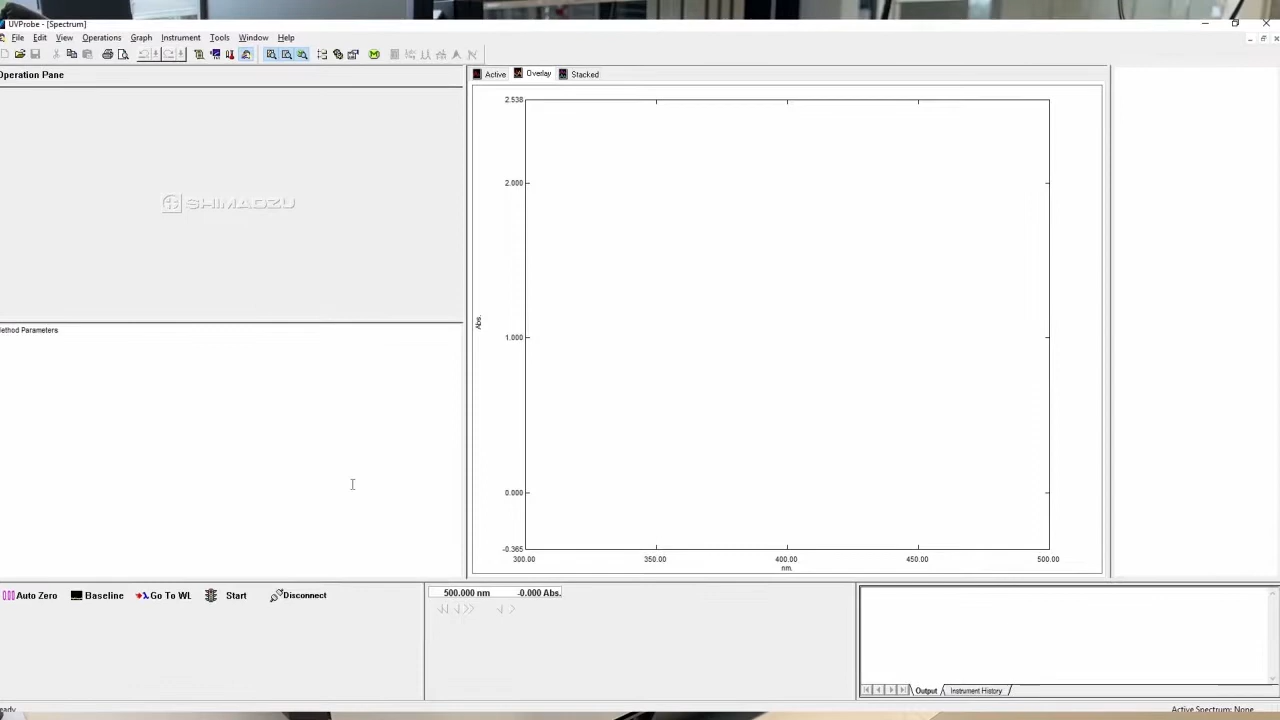 UVProbe - [Spectrum]
File Edit View Operations Graph Instrument Tools Window Help
Operation Pane
Active Overlay Stacked
2.538
2.000
SHIMADZU
Abs.
1.000
ethod Parameters
0.000
-0.365
300.00 350.00 400.00 450.00 500.00
nm.
Auto Zero Baseline Go To WL Start Disconnect
500.000 nm -0.000 Abs.
Output Instrument History
eady Active Spectrum: None